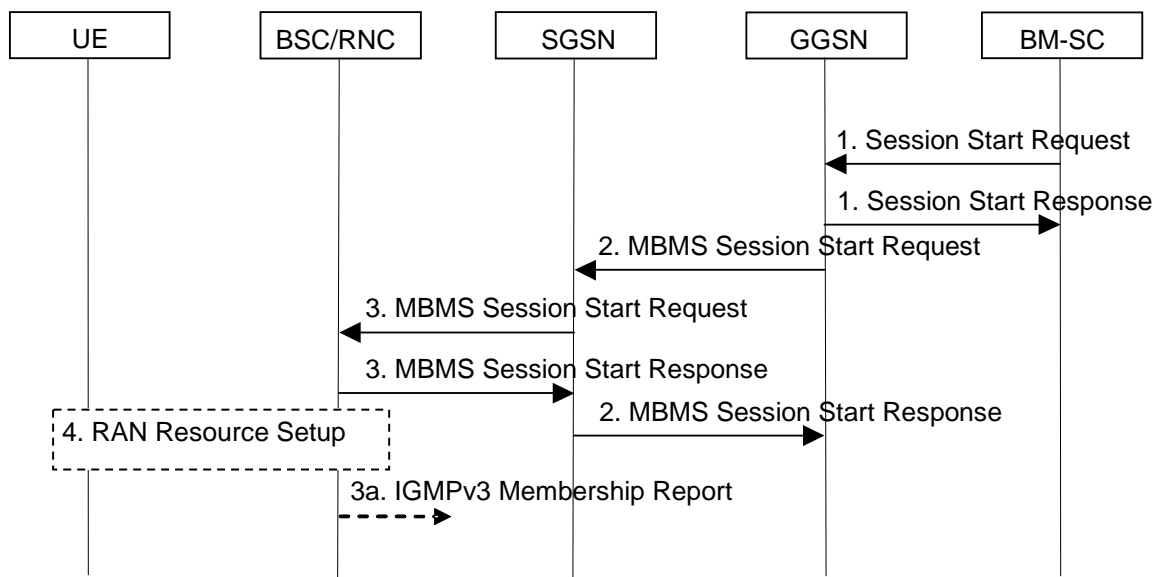 UE
BSC/RNC
SGSN
GGSN
BM-SC
1. Session Start Request
1. Session Start Response
2. MBMS Session Start Request
3. MBMS Session Start Request
3. MBMS Session Start Response
2. MBMS Session Start Response
4. RAN Resource Setup
3a. IGMPv3 Membership Report